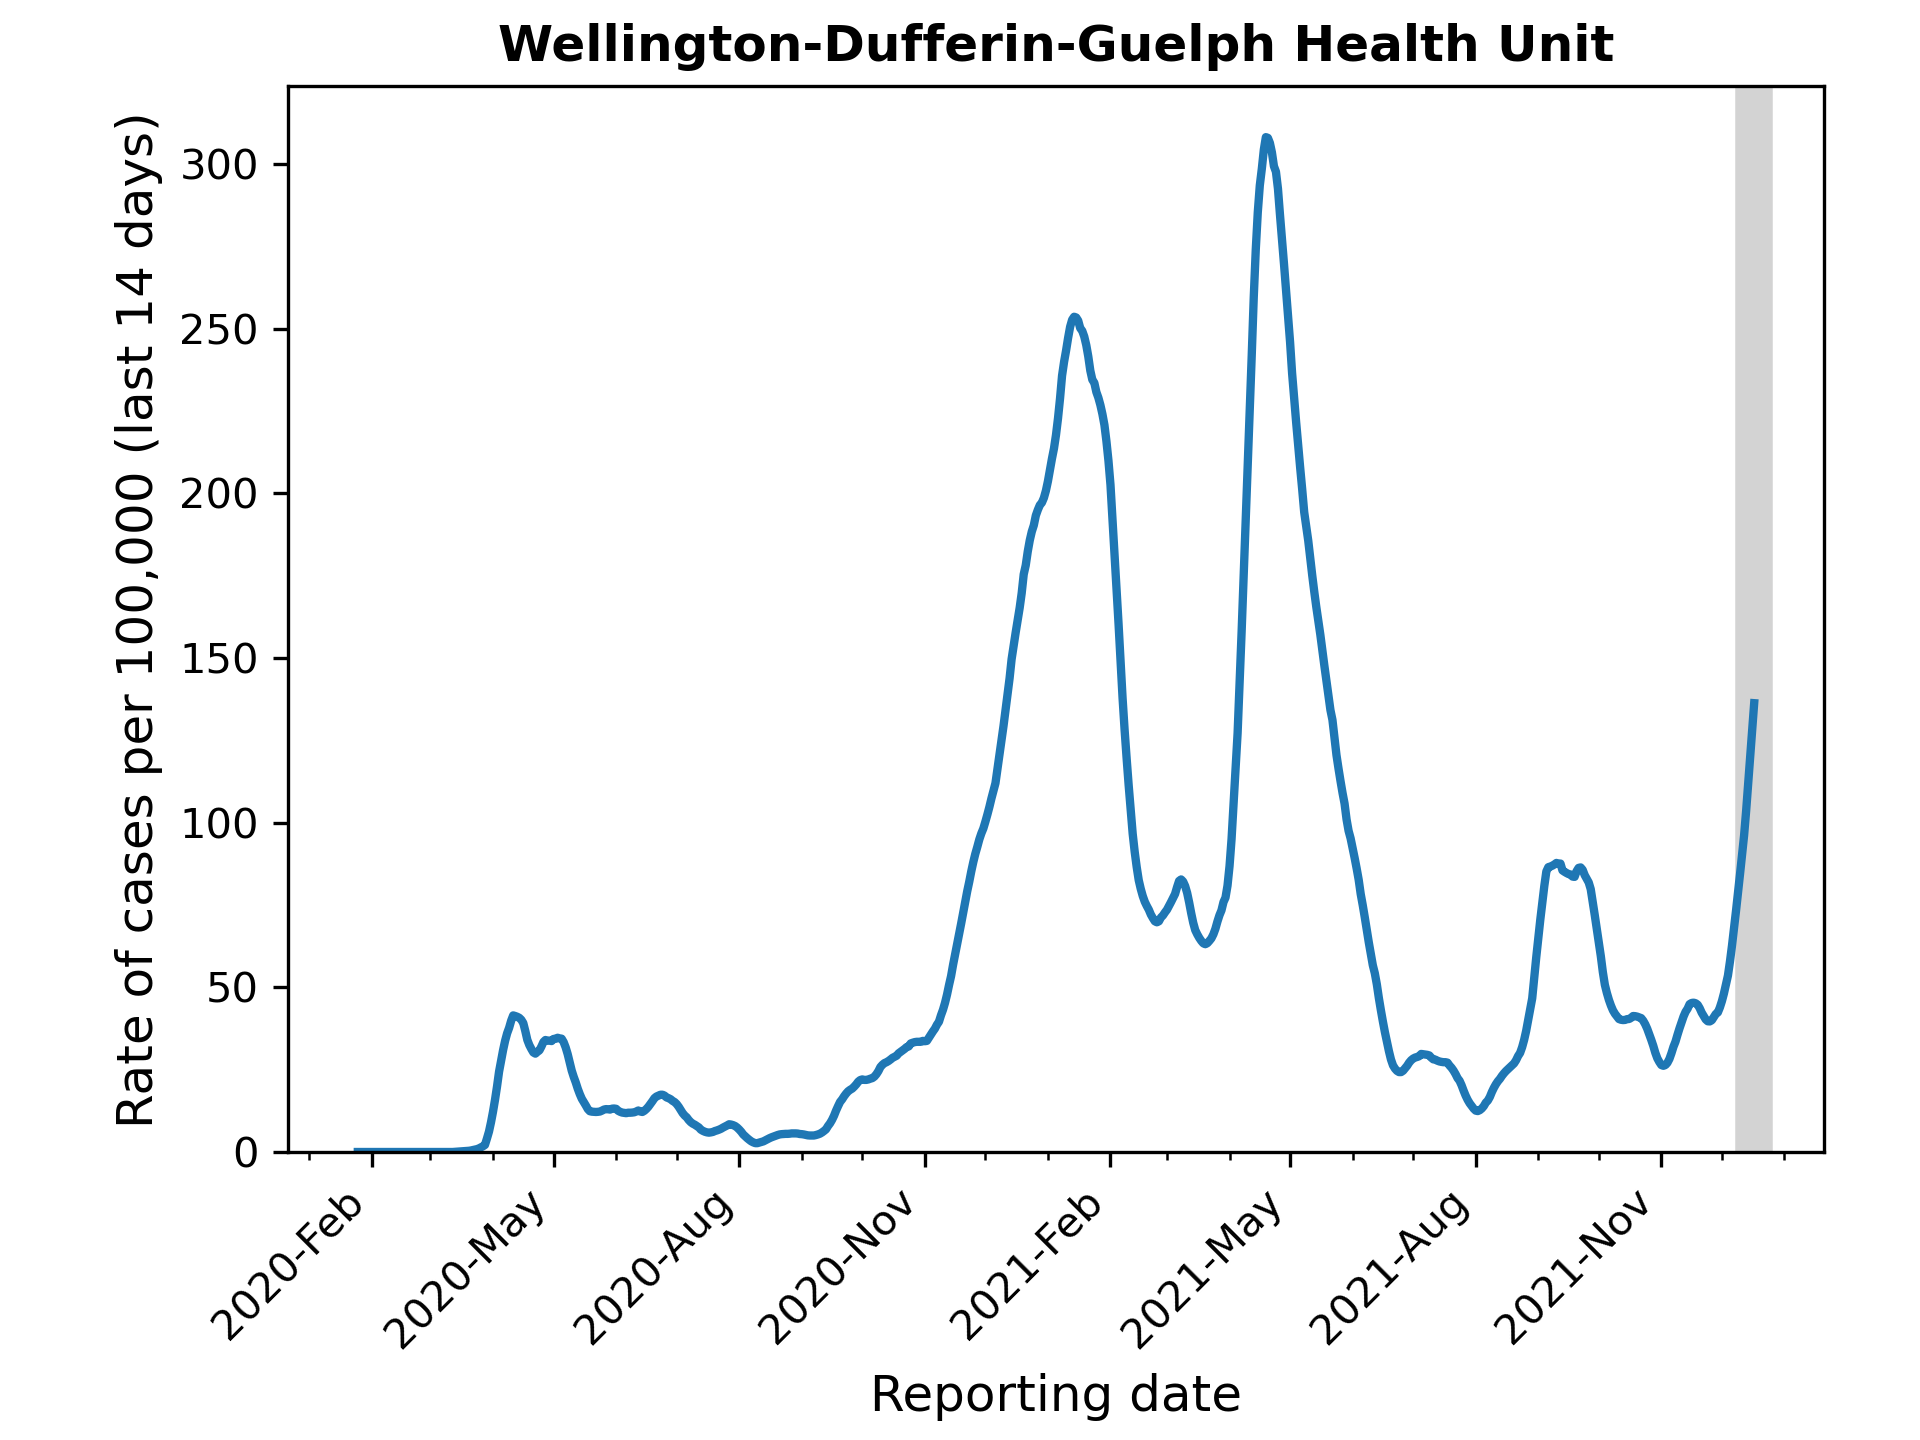 Wellington-Dufferin-Guelph Health Unit
Rate of cases per 100,000 (last 14 days)
300
250
200
150
100
50
0
2020-Feb
2020-May
2020-Aug
2020-Nov
2021-Feb
2021-May
2021-Aug
2021-Nov
Reporting date